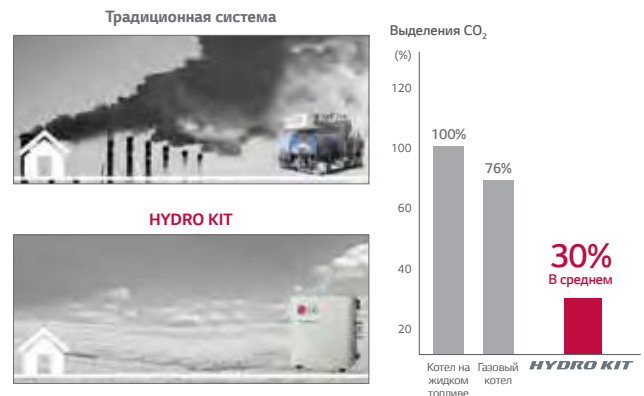 Традиционная система
HYDRO KIT
LG
Выделения CO₂
(%)
120
100
60
40
20
100%
76%
30%
В среднем
Котел на
жидком
топливе
Газовый
котел
HYDRO KIT